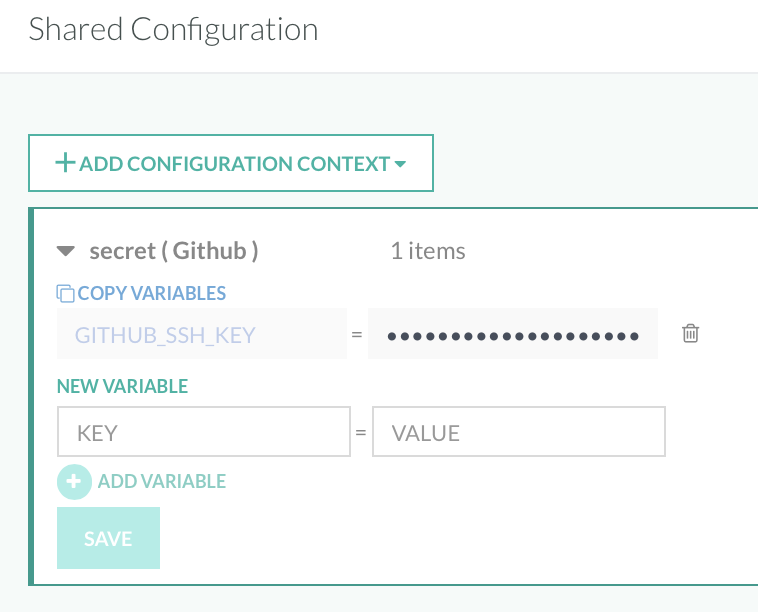 Shared Configuration
+ ADD CONFIGURATION CONTEXT
secret ( Github ) 1 items
COPY VARIABLES
GITHUB_SSH_KEY = ••••••••••••••••••••
NEW VARIABLE
KEY = VALUE
+ ADD VARIABLE
SAVE